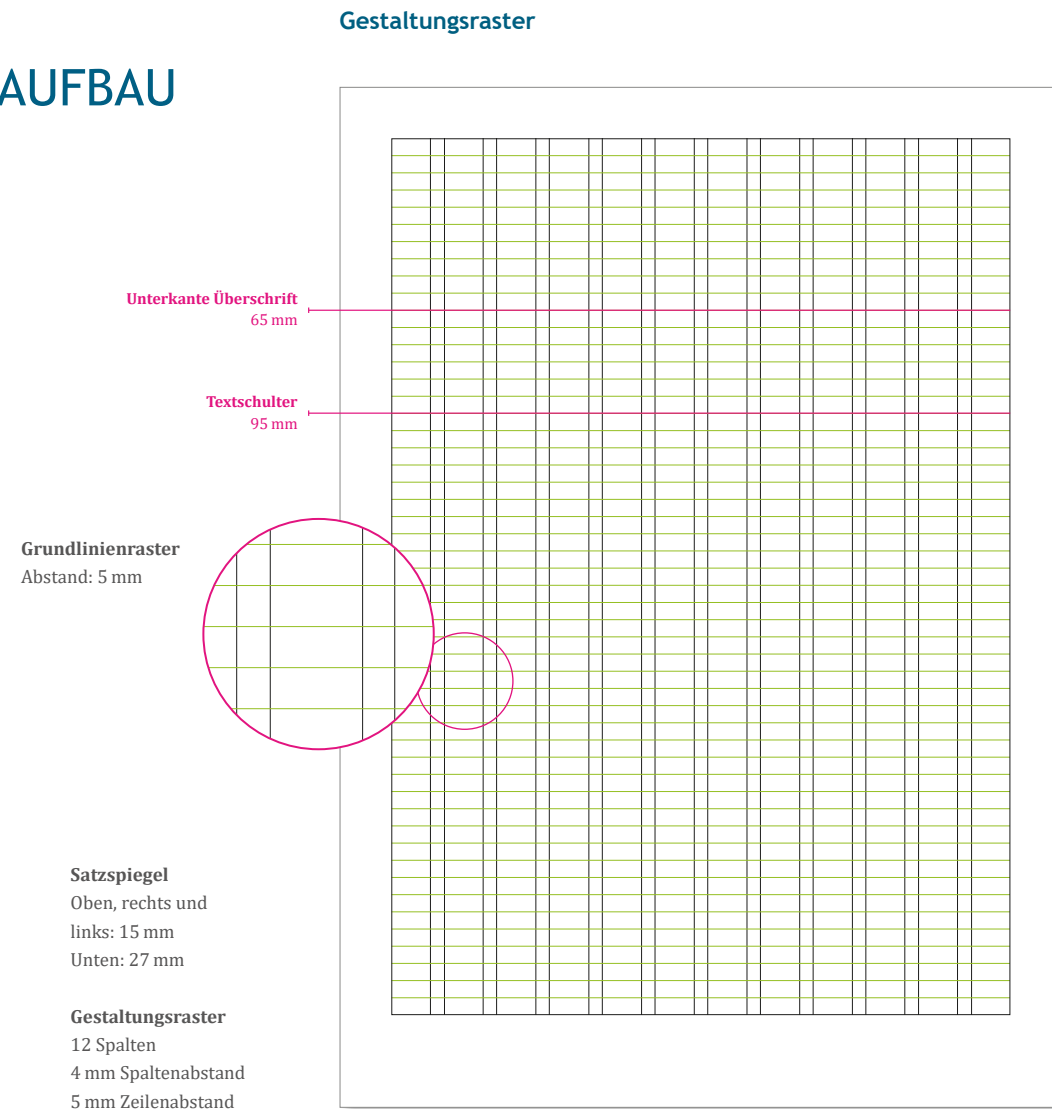 Gestaltungsraster
AUFBAU
Unterkante Überschrift
65 mm
Textschulter
95 mm
Grundlinienraster
Abstand: 5 mm
Satzspiegel
Oben, rechts und
links: 15 mm
Unten: 27 mm
Gestaltungsraster
12 Spalten
4 mm Spaltenabstand
5 mm Zeilenabstand